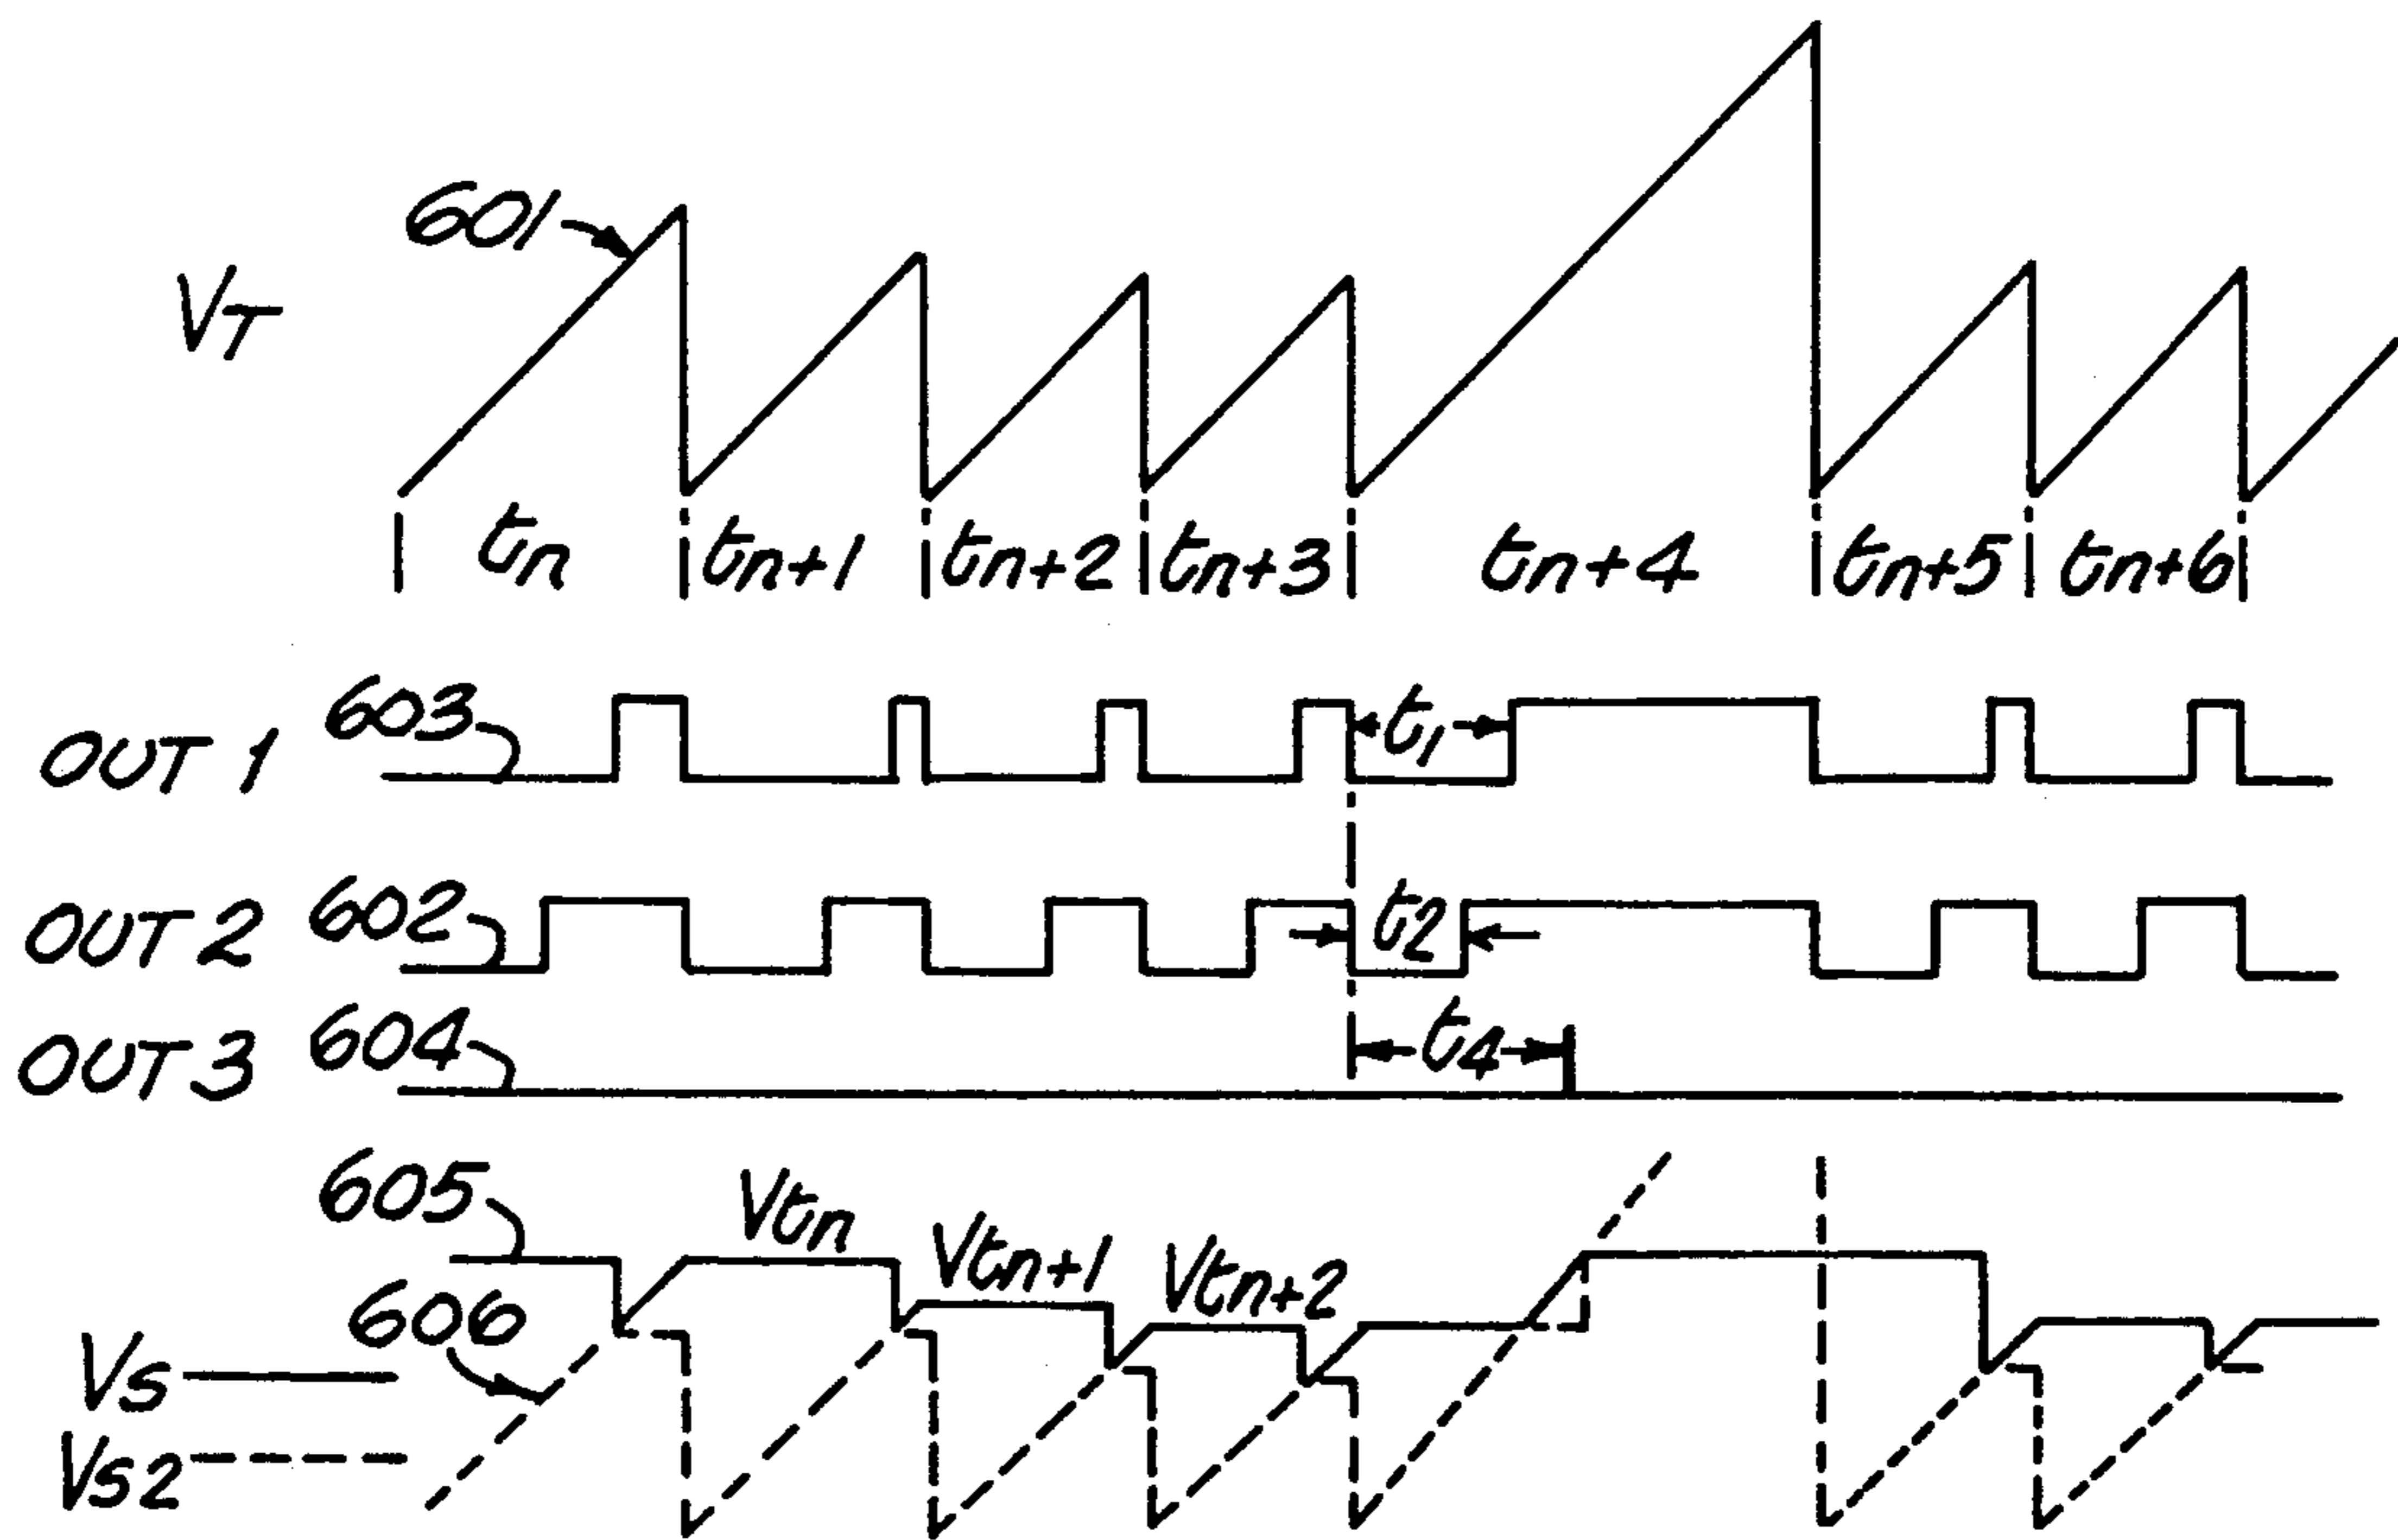 601
VT
tn tn+1 tn+2 tn+3 tn+4 tn+5 tn+6
OUT 1 603 t1
OUT 2 602 t2
OUT 3 604 t4
605 Vtn Vtn+1 Vtn+2
606
VS
VS2